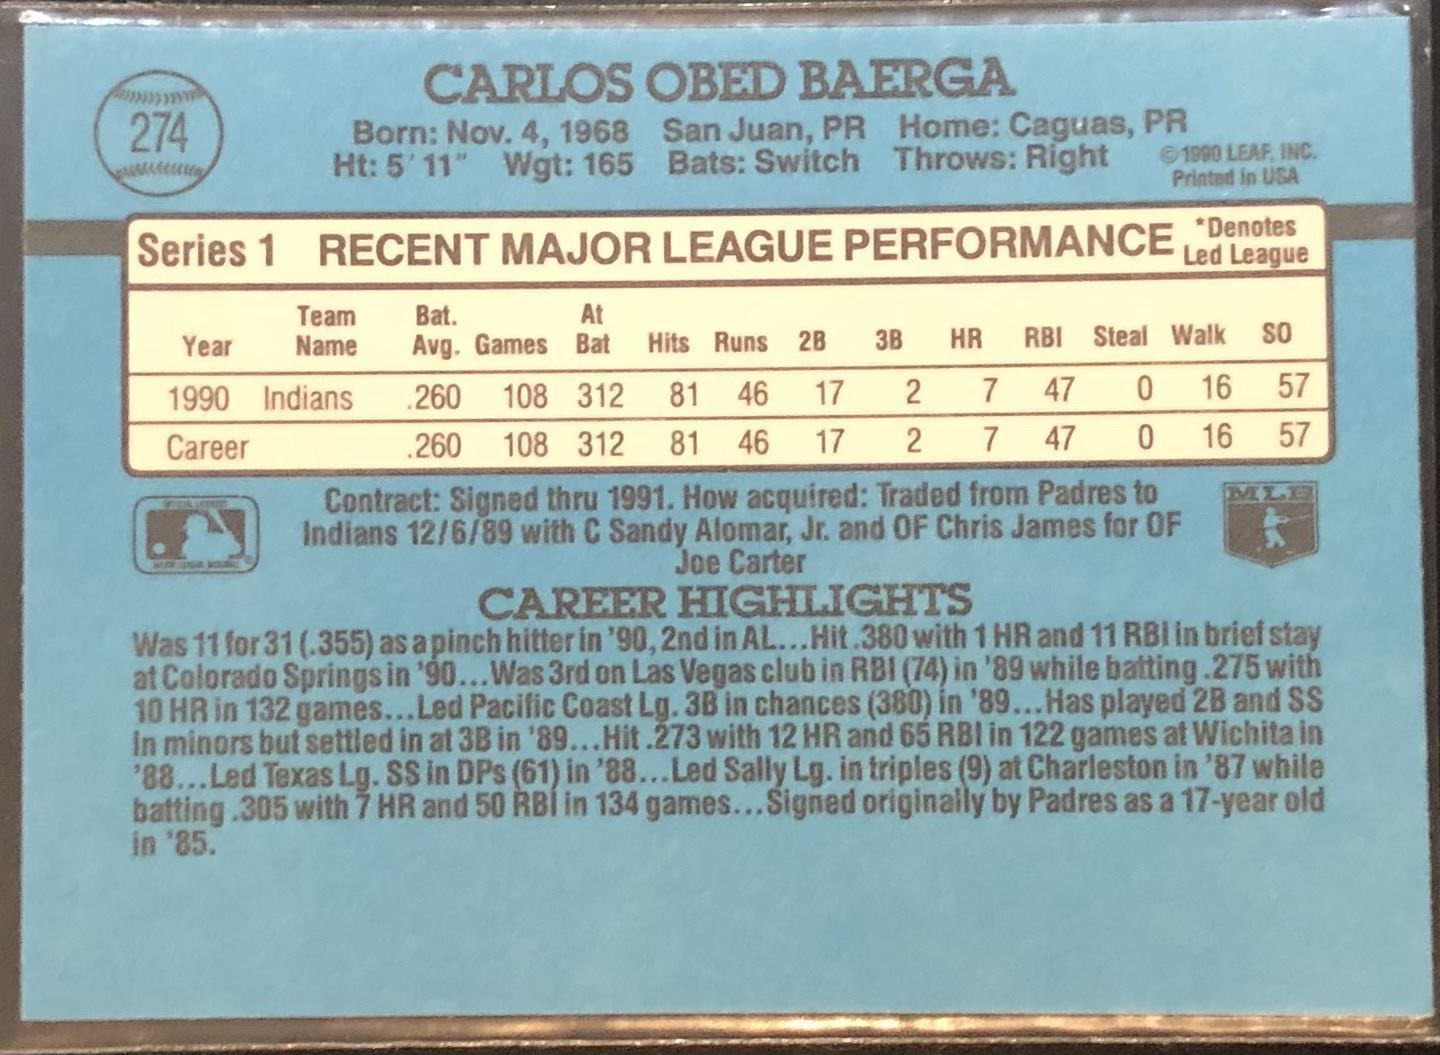 274
CARLOS OBED BAERGA
Born: Nov. 4, 1968 San Juan, PR Home: Caguas, PR
Ht: 5' 11" Wgt: 165 Bats: Switch Throws: Right
©1990 LEAF, INC.
Printed in USA
Series 1 RECENT MAJOR LEAGUE PERFORMANCE
*Denotes
Led League
Year Team Name Bat. Avg. Games At Bat Hits Runs 2B 3B HR RBI Steal Walk SO
1990 Indians .260 108 312 81 46 17 2 7 47 0 16 57
Career .260 108 312 81 46 17 2 7 47 0 16 57
Contract: Signed thru 1991. How acquired: Traded from Padres to
Indians 12/6/89 with C Sandy Alomar, Jr. and OF Chris James for OF
Joe Carter
MLB
CAREER HIGHLIGHTS
Was 11 for 31 (.355) as a pinch hitter in '90, 2nd in AL...Hit .380 with 1 HR and 11 RBI in brief stay
at Colorado Springs in '90...Was 3rd on Las Vegas club in RBI (74) in '89 while batting .275 with
10 HR in 132 games...Led Pacific Coast Lg. 3B in chances (380) in '89...Has played 2B and SS
in minors but settled in at 3B in '89...Hit .273 with 12 HR and 65 RBI in 122 games at Wichita in
'88...Led Texas Lg. SS in DPs (61) in '88...Led Sally Lg. in triples (9) at Charleston in '87 while
batting .305 with 7 HR and 50 RBI in 134 games...Signed originally by Padres as a 17-year old
in '85.